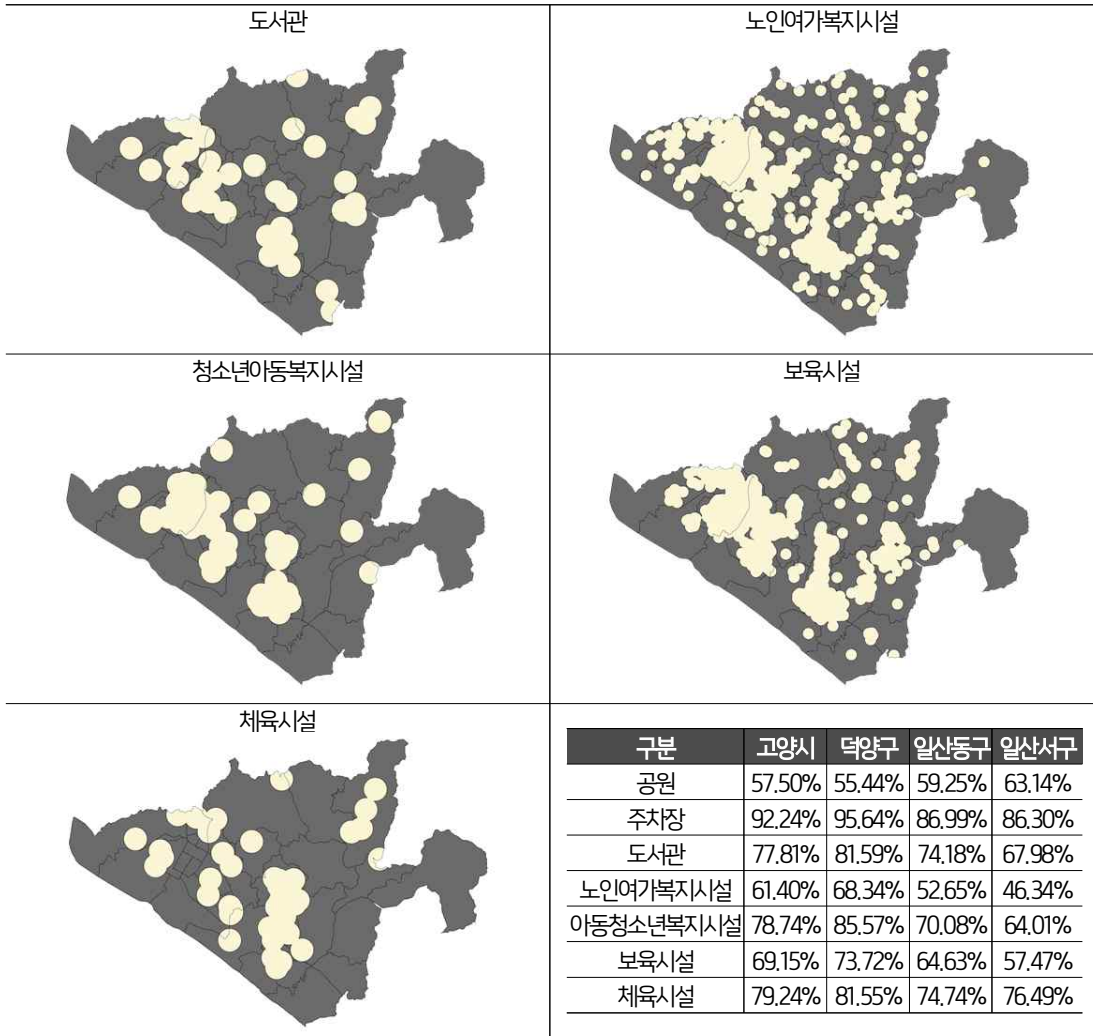 도서관
노인여가복지시설
청소년아동복지시설
보육시설
체육시설
구분 고양시 덕양구 일산동구 일산서구
공원 57.50% 55.44% 59.25% 63.14%
주차장 92.24% 95.64% 86.99% 86.30%
도서관 77.81% 81.59% 74.18% 67.98%
노인여가복지시설 61.40% 68.34% 52.65% 46.34%
아동청소년복지시설 78.74% 85.57% 70.08% 64.01%
보육시설 69.15% 73.72% 64.63% 57.47%
체육시설 79.24% 81.55% 74.74% 76.49%